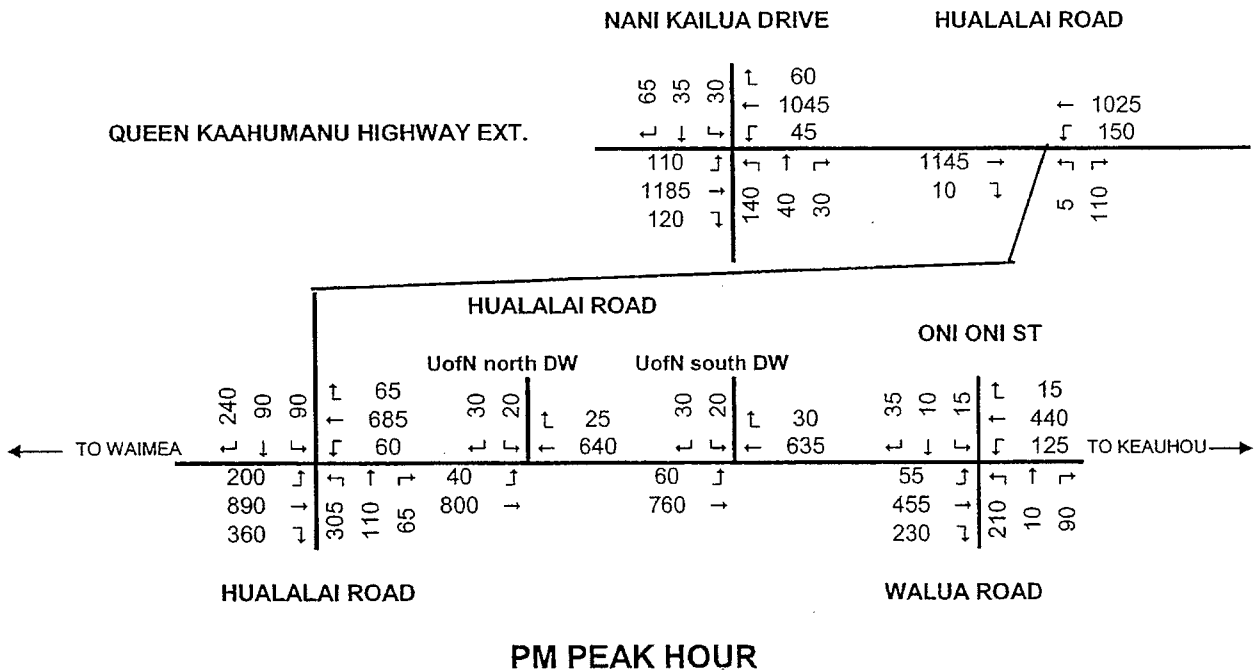 NANI KAILUA DRIVE HUALALAI ROAD
65 35 30 60
1045 1025
QUEEN KAAHUMANU HIGHWAY EXT. 45 150
110 1145
1185 140 40 30 10 5 110
120
HUALALAI ROAD
ONI ONI ST
UofN north DW UofN south DW
240 90 90 65 30 20 25 30 20 30 35 10 15 15
685 640 635 440
TO WAIMEA 60 125 TO KEAUHOU
200 40 60 55
890 305 110 65 800 760 455 210 10 90
360 230
HUALALAI ROAD WALUA ROAD
PM PEAK HOUR